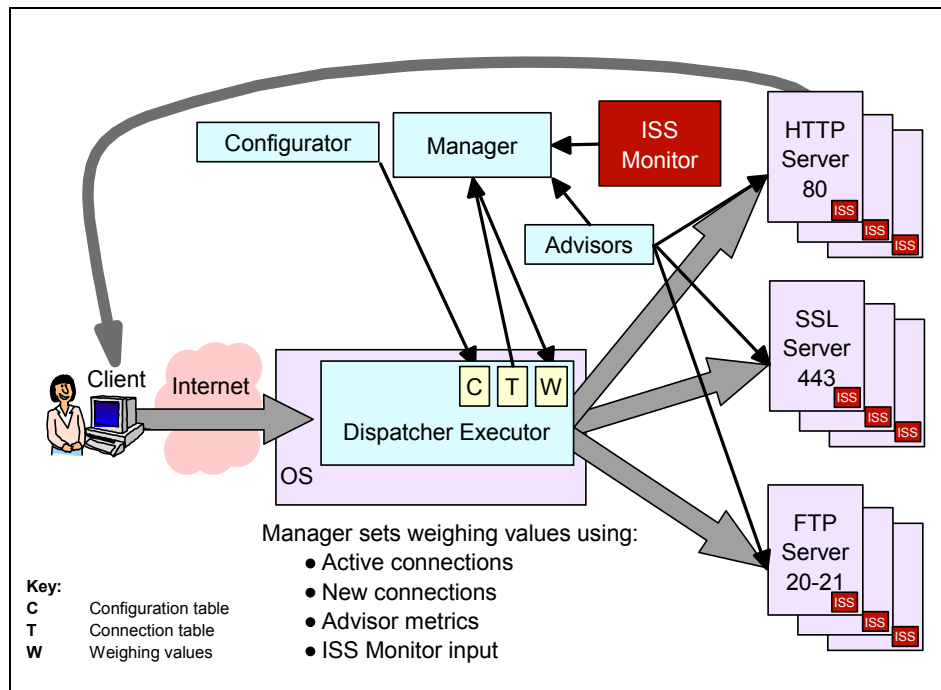 Configurator
Manager
ISS
Monitor
Advisors
HTTP
Server
80
ISS
ISS
ISS
SSL
Server
443
ISS
ISS
ISS
FTP
Server
20-21
ISS
ISS
ISS
Client
Internet
C
T
W
Dispatcher Executor
OS
Manager sets weighing values using:
● Active connections
● New connections
● Advisor metrics
● ISS Monitor input
Key:
C Configuration table
T Connection table
W Weighing values